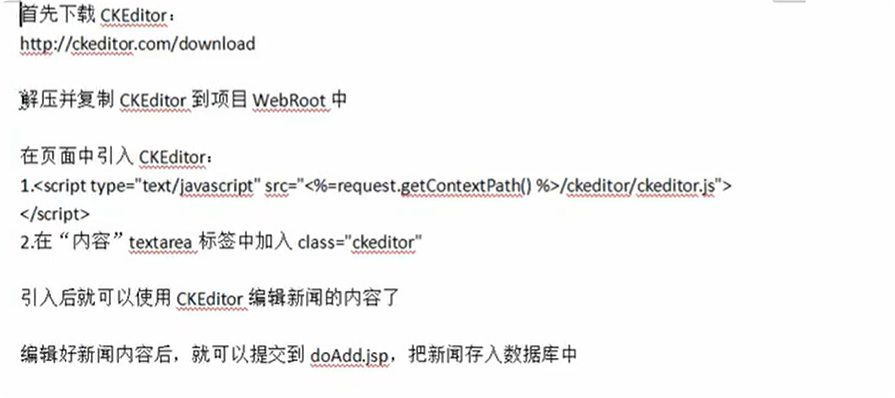 首先下载 CKEditor：
http://ckeditor.com/download
解压并复制 CKEditor 到项目 WebRoot 中
在页面中引入 CKEditor：
1.<script type="text/javascript" src="<%=request.getContextPath() %>/ckeditor/ckeditor.js">
</script>
2.在“内容”textarea 标签中加入 class="ckeditor"
引入后就可以使用 CKEditor 编辑新闻的内容了
编辑好新闻内容后，就可以提交到 doAdd.jsp，把新闻存入数据库中